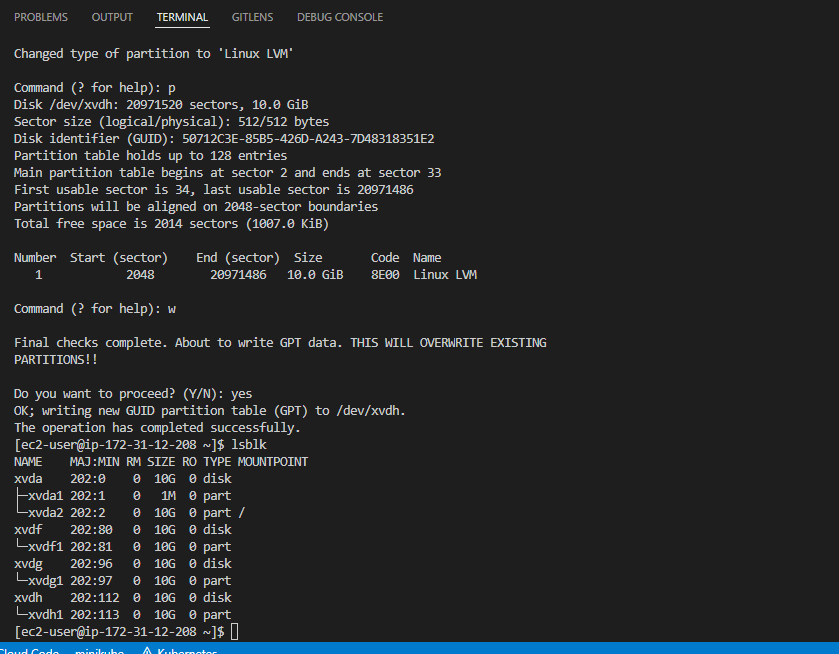 PROBLEMS OUTPUT TERMINAL GITLENS DEBUG CONSOLE
Changed type of partition to 'Linux LVM'
Command (? for help): p
Disk /dev/xvdh: 20971520 sectors, 10.0 GiB
Sector size (logical/physical): 512/512 bytes
Disk identifier (GUID): 50712C3E-85B5-426D-A243-7D48318351E2
Partition table holds up to 128 entries
Main partition table begins at sector 2 and ends at sector 33
First usable sector is 34, last usable sector is 20971486
Partitions will be aligned on 2048-sector boundaries
Total free space is 2014 sectors (1007.0 KiB)
Number  Start (sector)    End (sector)  Size       Code  Name
   1            2048        20971486   10.0 GiB    8E00  Linux LVM
Command (? for help): w
Final checks complete. About to write GPT data. THIS WILL OVERWRITE EXISTING
PARTITIONS!!
Do you want to proceed? (Y/N): yes
OK; writing new GUID partition table (GPT) to /dev/xvdh.
The operation has completed successfully.
[ec2-user@ip-172-31-12-208 ~]$ lsblk
NAME    MAJ:MIN RM SIZE RO TYPE MOUNTPOINT
xvda    202:0    0  10G  0 disk
├─xvda1 202:1    0   1M  0 part
└─xvda2 202:2    0  10G  0 part /
xvdf    202:80   0  10G  0 disk
└─xvdf1 202:81   0  10G  0 part
xvdg    202:96   0  10G  0 disk
└─xvdg1 202:97   0  10G  0 part
xvdh    202:112  0  10G  0 disk
└─xvdh1 202:113  0  10G  0 part
[ec2-user@ip-172-31-12-208 ~]$
Cloud Code minikube Kubernetes